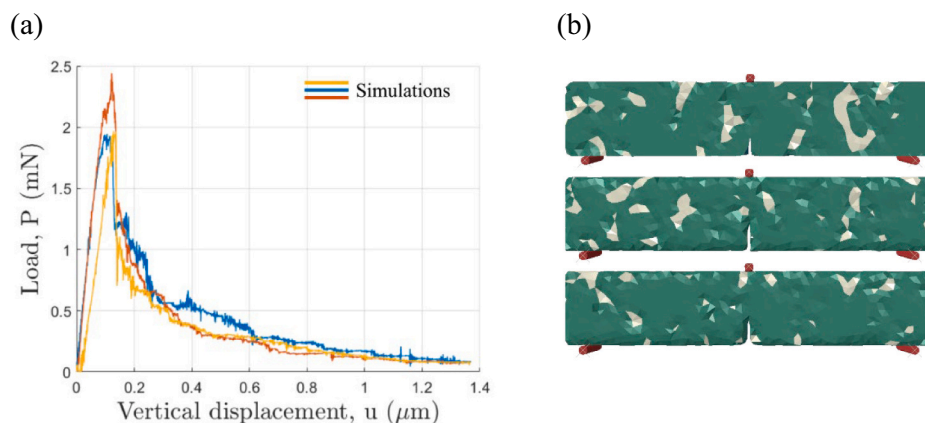 (a)
(b)
2.5
2
1.5
1
0.5
0
Load, P (mN)
Simulations
0 0.2 0.4 0.6 0.8 1 1.2 1.4
Vertical displacement, u (μm)